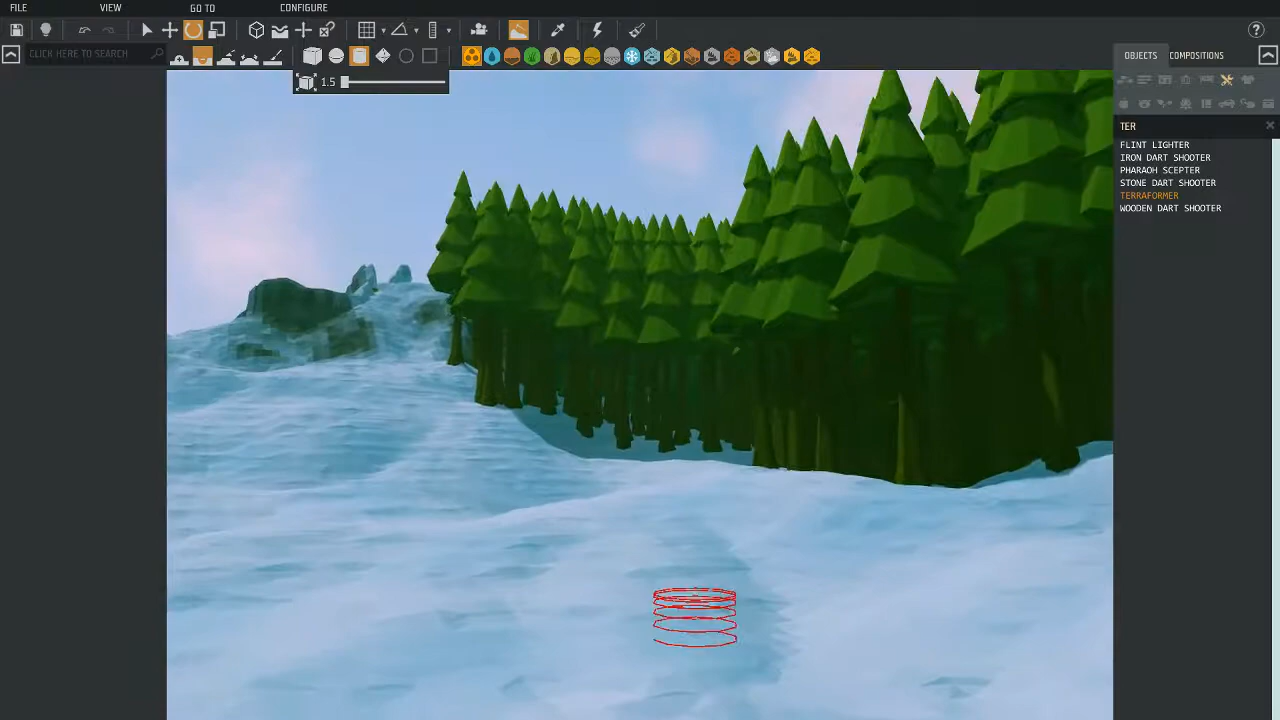 FILE VIEW GO TO CONFIGURE
CLICK HERE TO SEARCH
OBJECTS COMPOSITIONS
1.5
TER
FLINT LIGHTER
IRON DART SHOOTER
PHARAOH SCEPTER
STONE DART SHOOTER
TERRAFORMER
WOODEN DART SHOOTER